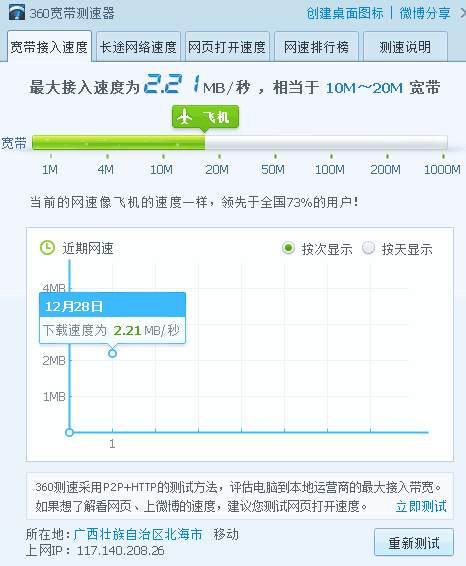 360宽带测速器 创建桌面图标 | 微博分享
宽带接入速度 长途网络速度 网页打开速度 网速排行榜 测速说明
最大接入速度为2.21MB/秒 ，相当于 10M～20M 宽带
飞机
宽带
1M 4M 10M 20M 50M 100M 200M 1000M
当前的网速像飞机的速度一样，领先于全国73%的用户！
近期网速 按次显示 按天显示
4MB
12月28日
下载速度为 2.21MB/秒
2MB
1MB
1
360测速采用P2P+HTTP的测试方法，评估电脑到本地运营商的最大接入带宽。
如果想了解看网页、上微博的速度，建议您测试网页打开速度。 立即测试
所在地:广西壮族自治区北海市 移动
上网IP：117.140.208.26
重新测试